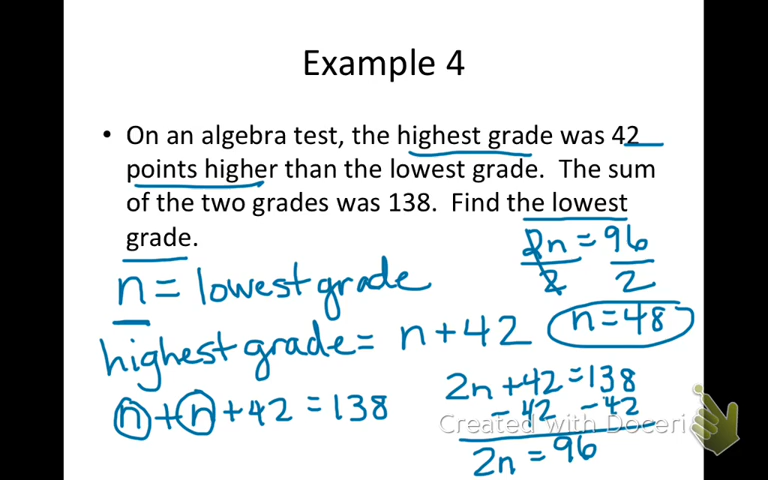 Example 4
• On an algebra test, the highest grade was 42
points higher than the lowest grade. The sum
of the two grades was 138. Find the lowest
grade.
2n = 96
2 2
n = lowest grade
highest grade = n + 42
n = 48
n + n + 42 = 138
2n + 42 = 138
- 42 - 42
2n = 96
Created with Doceri